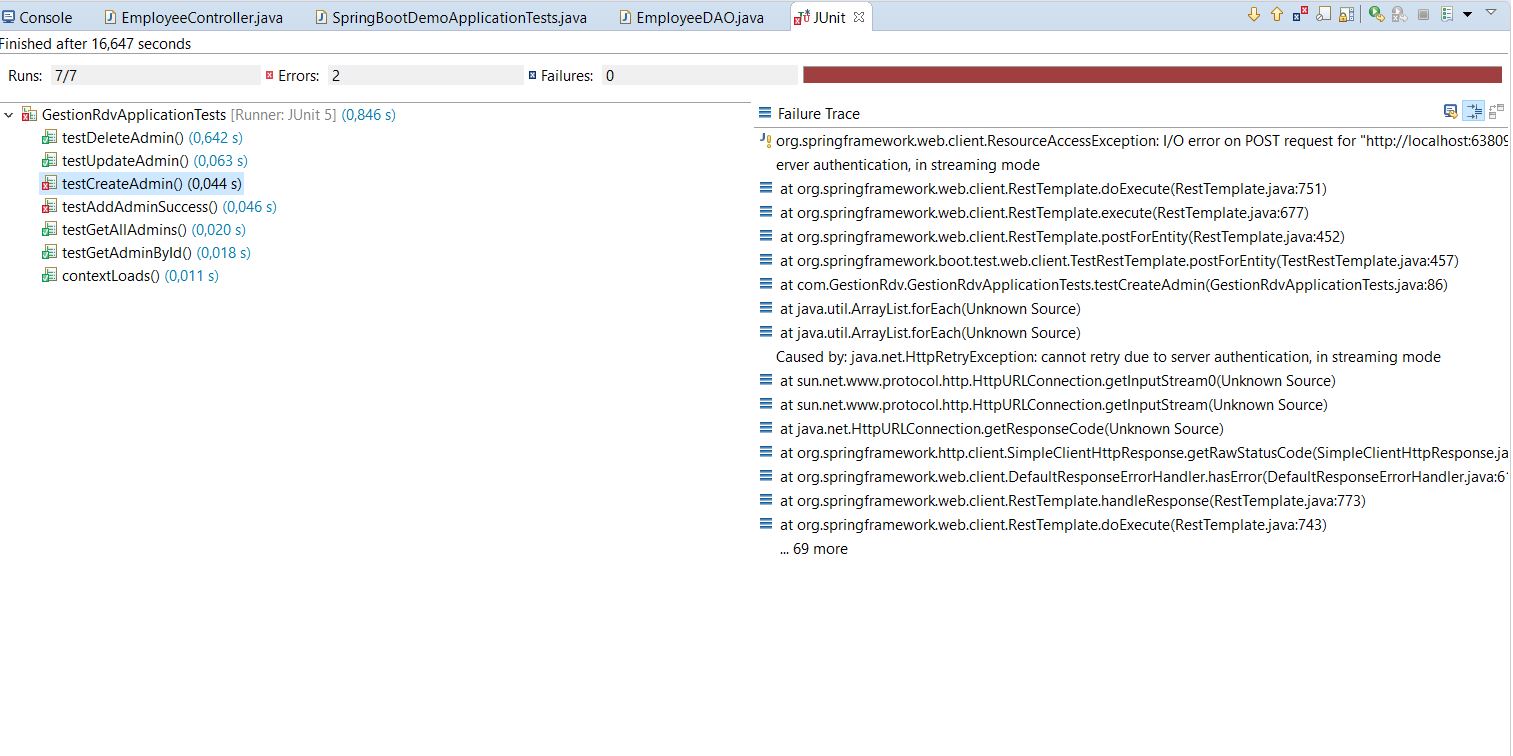 Console EmployeeController.java SpringBootDemoApplicationTests.java EmployeeDAO.java JUnit
Finished after 16,647 seconds
Runs: 7/7 Errors: 2 Failures: 0
GestionRdvApplicationTests [Runner: JUnit 5] (0,846 s)
testDeleteAdmin() (0,642 s)
testUpdateAdmin() (0,063 s)
testCreateAdmin() (0,044 s)
testAddAdminSuccess() (0,046 s)
testGetAllAdmins() (0,020 s)
testGetAdminById() (0,018 s)
contextLoads() (0,011 s)
Failure Trace
org.springframework.web.client.ResourceAccessException: I/O error on POST request for "http://localhost:63809
erver authentication, in streaming mode
at org.springframework.web.client.RestTemplate.doExecute(RestTemplate.java:751)
at org.springframework.web.client.RestTemplate.execute(RestTemplate.java:677)
at org.springframework.web.client.RestTemplate.postForEntity(RestTemplate.java:452)
at org.springframework.boot.test.web.client.TestRestTemplate.postForEntity(TestRestTemplate.java:457)
at com.GestionRdv.GestionRdvApplicationTests.testCreateAdmin(GestionRdvApplicationTests.java:86)
at java.util.ArrayList.forEach(Unknown Source)
at java.util.ArrayList.forEach(Unknown Source)
Caused by: java.net.HttpRetryException: cannot retry due to server authentication, in streaming mode
at sun.net.www.protocol.http.HttpURLConnection.getInputStream0(Unknown Source)
at sun.net.www.protocol.http.HttpURLConnection.getInputStream(Unknown Source)
at java.net.HttpURLConnection.getResponseCode(Unknown Source)
at org.springframework.http.client.SimpleClientHttpResponse.getRawStatusCode(SimpleClientHttpResponse.ja
at org.springframework.web.client.DefaultResponseErrorHandler.hasError(DefaultResponseErrorHandler.java:6
at org.springframework.web.client.RestTemplate.handleResponse(RestTemplate.java:773)
at org.springframework.web.client.RestTemplate.doExecute(RestTemplate.java:743)
... 69 more